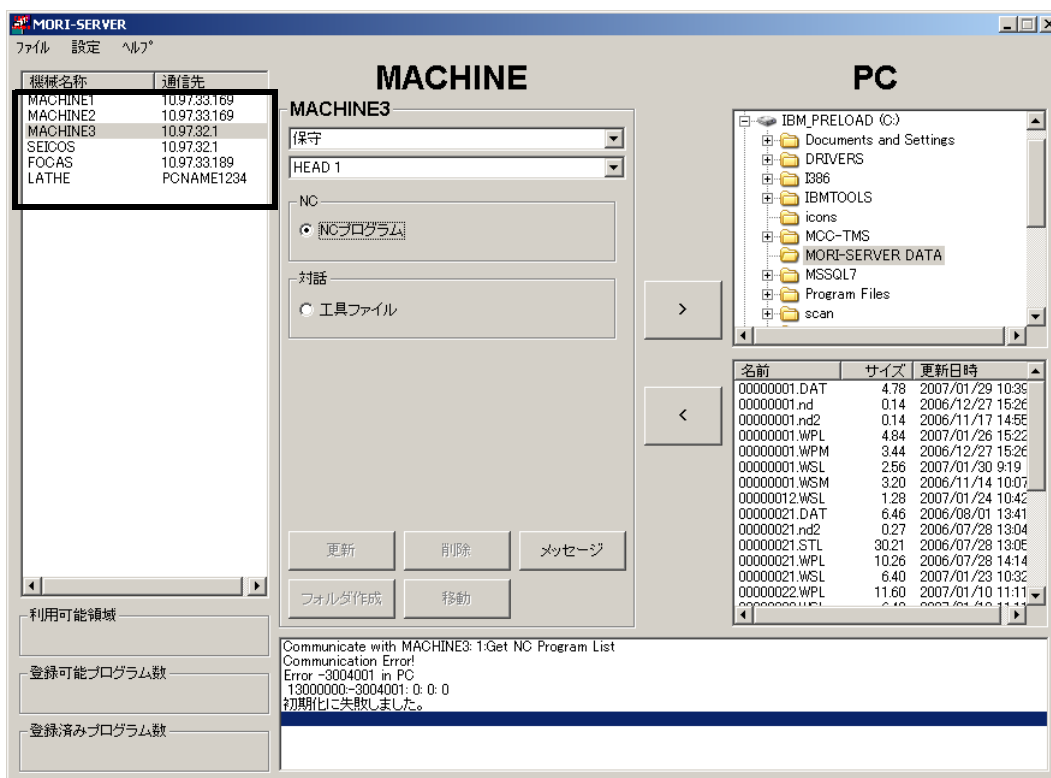 MORI-SERVER
ファイル 設定 ヘルプ
MACHINE
PC
機械名称 通信先
MACHINE1 10.97.33.169
MACHINE2 10.97.33.169
MACHINE3 10.97.32.1
SEICOS 10.97.32.1
FOCAS 10.97.33.189
LATHE PCNAME1234
MACHINE3
保守
HEAD 1
NC
NCプログラム
対話
工具ファイル
>
<
更新 削除 メッセージ
フォルダ作成 移動
IBM_PRELOAD (C:)
Documents and Settings
DRIVERS
I386
IBMTOOLS
icons
MCC-TMS
MORI-SERVER DATA
MSSQL7
Program Files
scan
名前 サイズ 更新日時
00000001.DAT 4.78 2007/01/29 10:39
00000001.nd 0.14 2006/12/27 15:26
00000001.nd2 0.14 2006/11/17 14:55
00000001.WPL 4.84 2007/01/26 15:22
00000001.WPM 3.44 2006/12/27 15:26
00000001.WSL 2.56 2007/01/30 9:19
00000001.WSM 3.20 2006/11/14 10:07
00000012.WSL 1.28 2007/01/24 10:42
00000021.DAT 6.46 2006/08/01 13:41
00000021.nd2 0.27 2006/07/28 13:04
00000021.STL 30.21 2006/07/28 13:05
00000021.WPL 10.26 2006/07/28 14:14
00000021.WSL 6.40 2007/01/23 10:32
00000022.WPL 11.60 2007/01/10 11:11
利用可能領域
登録可能プログラム数
登録済みプログラム数
Communicate with MACHINE3: 1:Get NC Program List
Communication Error!
Error -3004001 in PC
13000000:-3004001: 0: 0: 0
初期化に失敗しました。